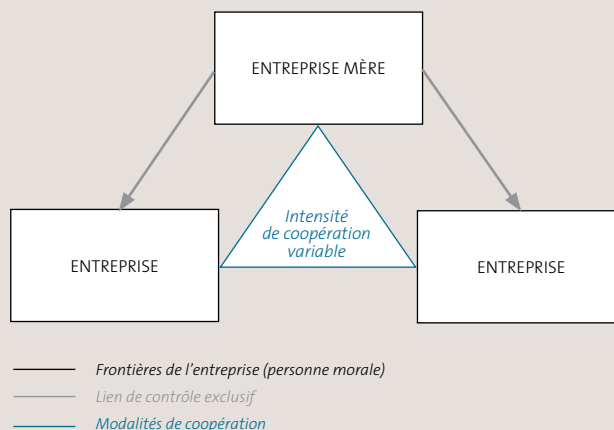 ENTREPRISE MÈRE
Intensité
de coopération
variable
ENTREPRISE
ENTREPRISE
Frontières de l'entreprise (personne morale)
Lien de contrôle exclusif
Modalités de coopération